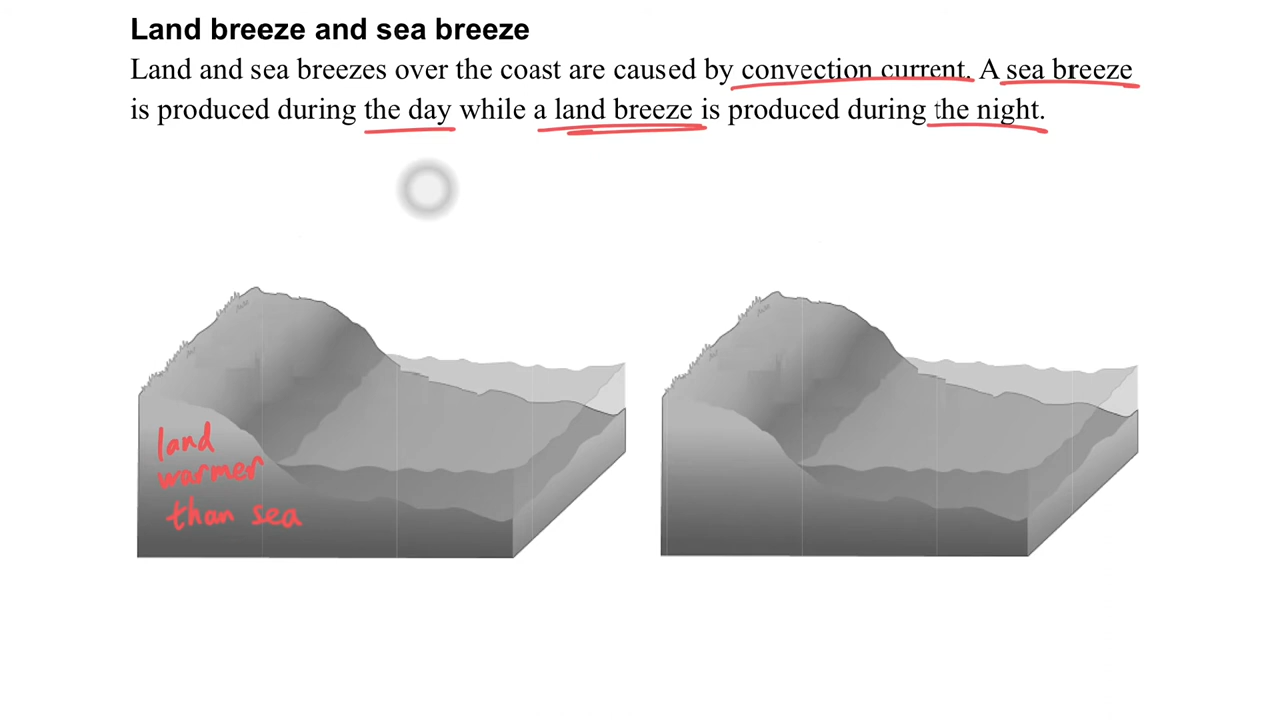 Land breeze and sea breeze
Land and sea breezes over the coast are caused by convection current. A sea breeze
is produced during the day while a land breeze is produced during the night.
land
warmer
than sea